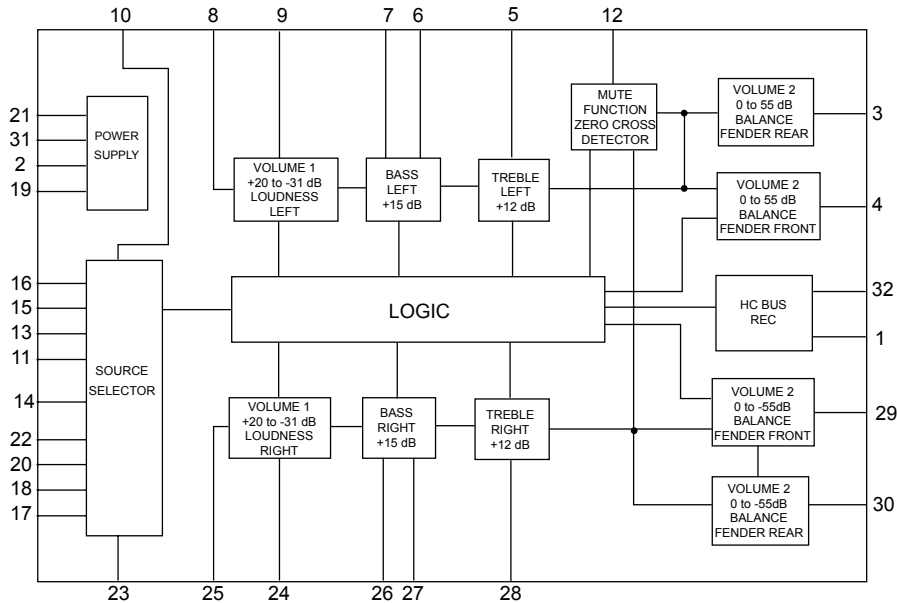 10
8
9
7
6
5
12
21
31
2
19
POWER
SUPPLY
VOLUME 1
+20 to -31 dB
LOUDNESS
LEFT
BASS
LEFT
+15 dB
TREBLE
LEFT
+12 dB
MUTE
FUNCTION
ZERO CROSS
DETECTOR
VOLUME 2
0 to 55 dB
BALANCE
FENDER REAR
3
VOLUME 2
0 to 55 dB
BALANCE
FENDER FRONT
4
16
15
13
11
14
22
20
18
17
SOURCE
SELECTOR
LOGIC
HC BUS
REC
32
1
VOLUME 1
+20 to -31 dB
LOUDNESS
RIGHT
BASS
RIGHT
+15 dB
TREBLE
RIGHT
+12 dB
VOLUME 2
0 to -55dB
BALANCE
FENDER FRONT
29
VOLUME 2
0 to -55dB
BALANCE
FENDER REAR
30
23
25
24
26
27
28